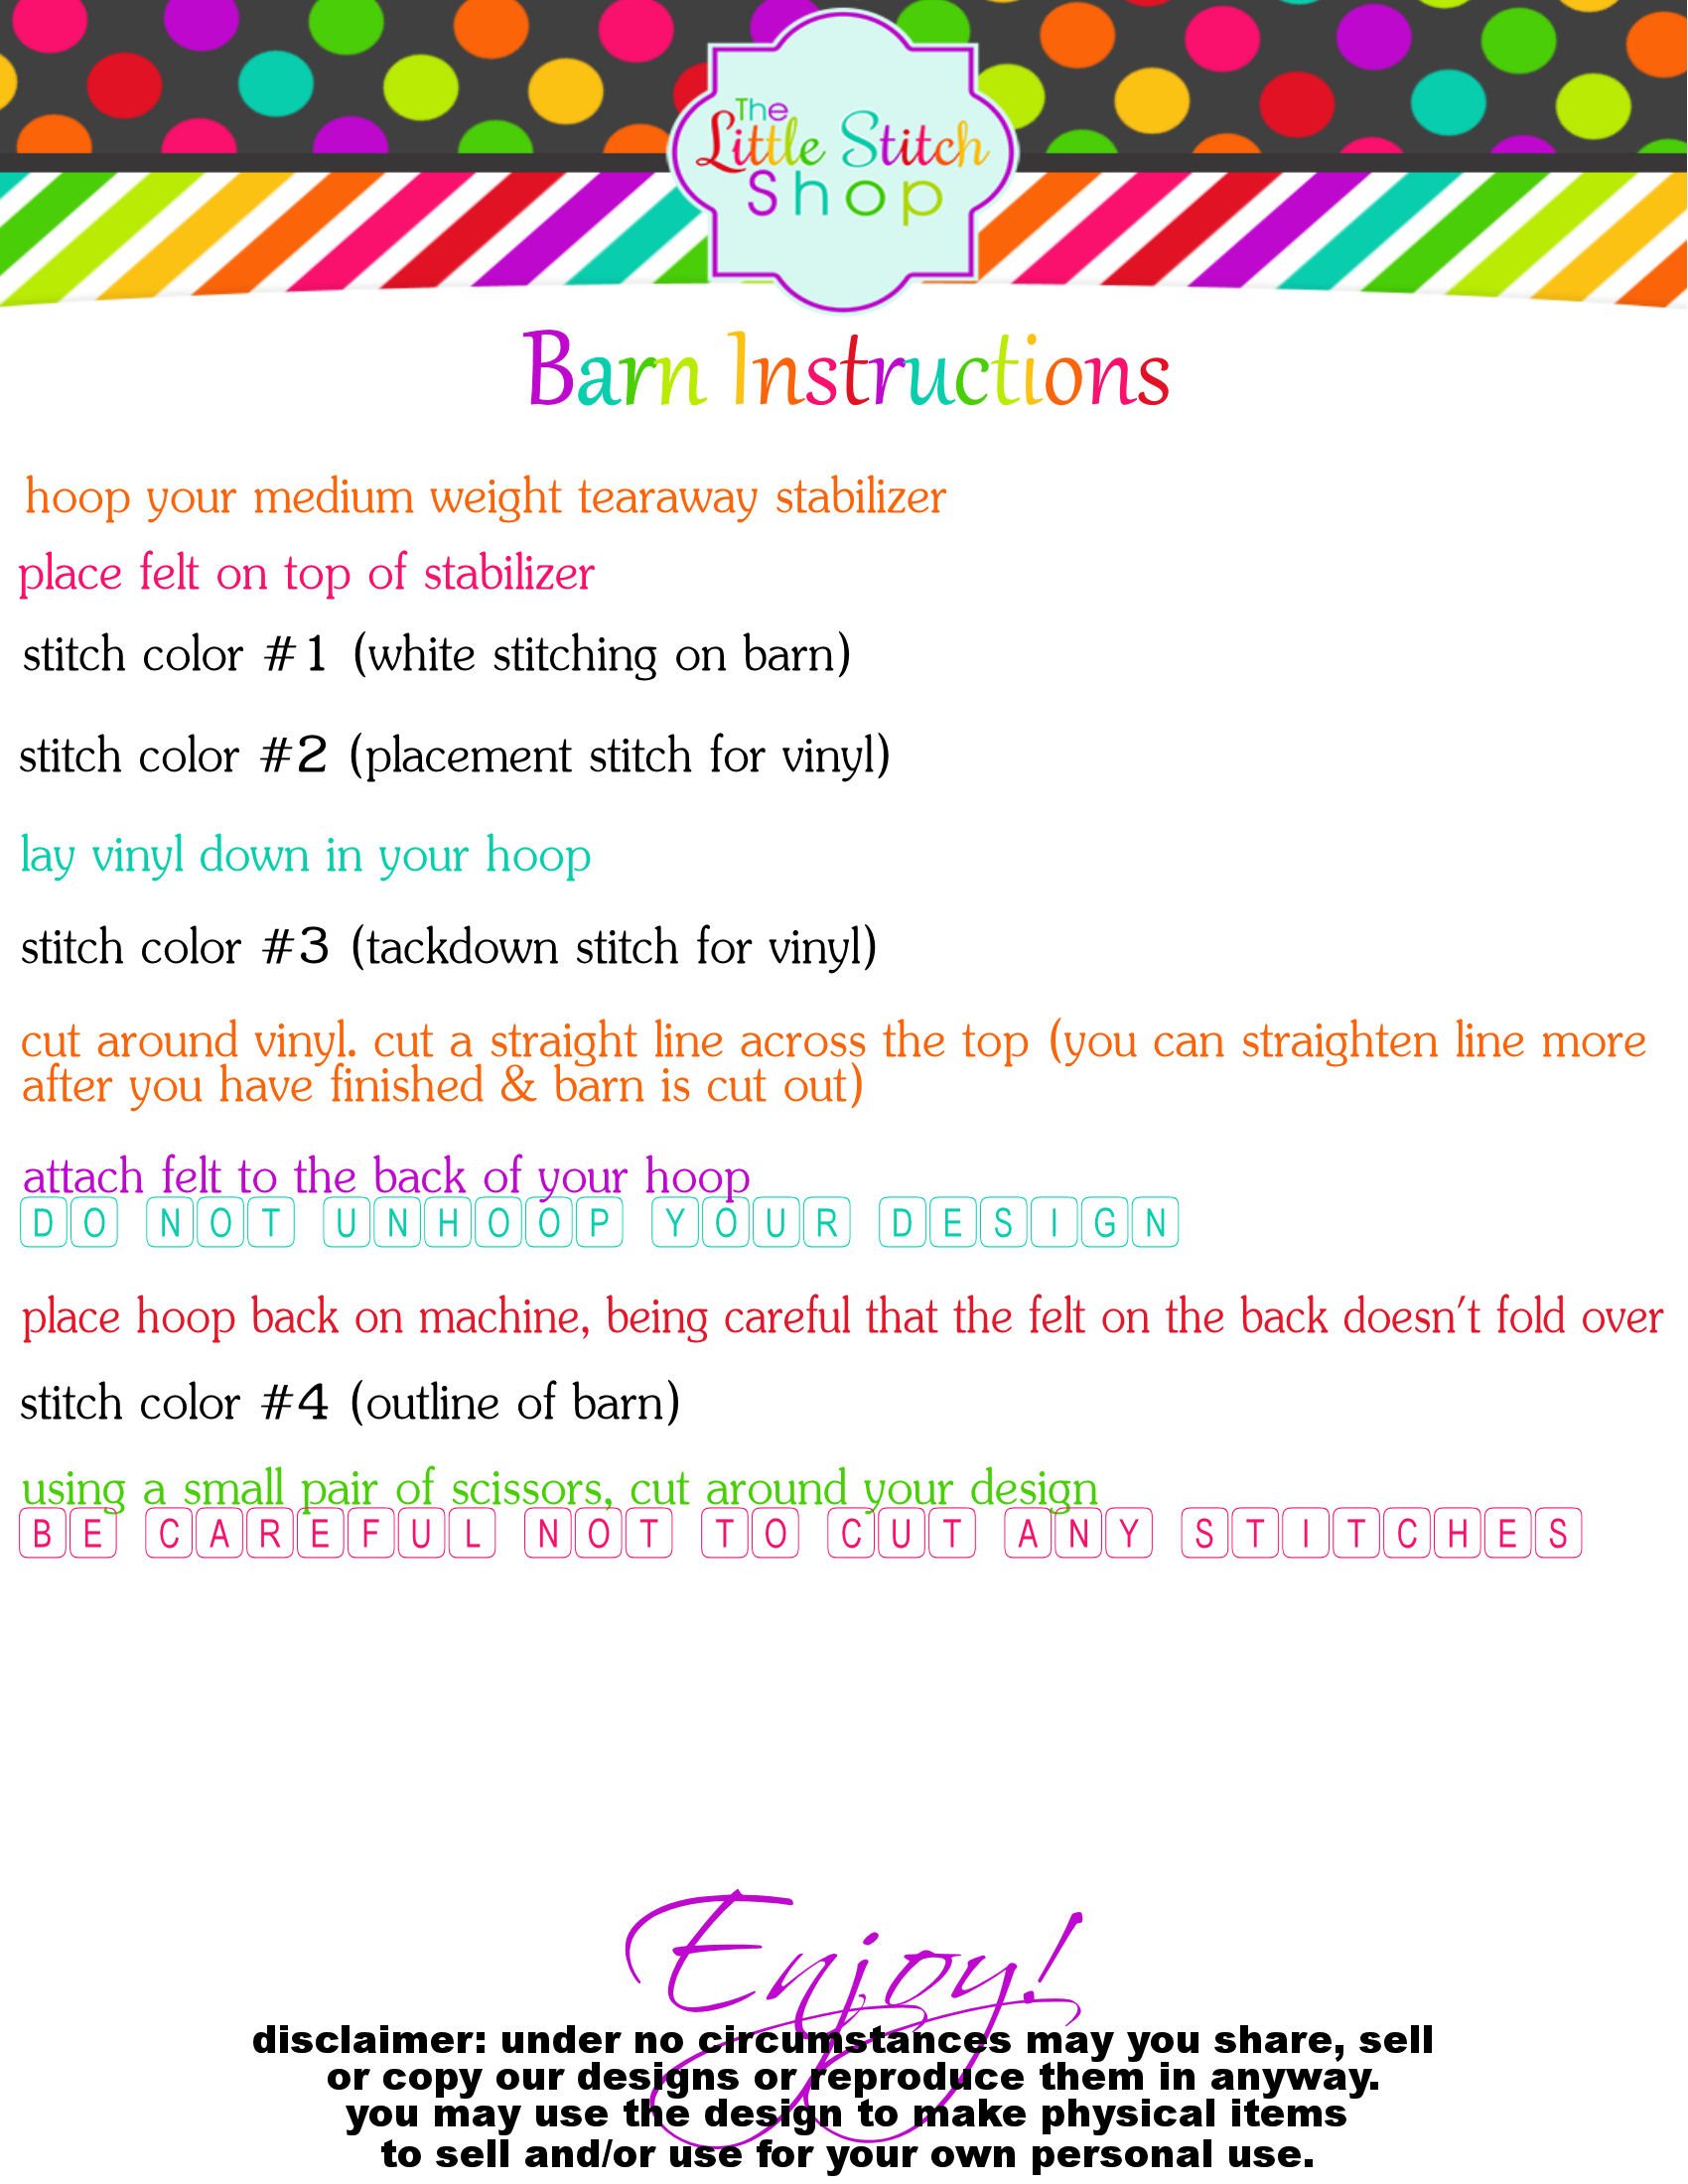 The
Little Stitch
Shop
Barn Instructions
hoop your medium weight tearaway stabilizer
place felt on top of stabilizer
stitch color #1 (white stitching on barn)
stitch color #2 (placement stitch for vinyl)
lay vinyl down in your hoop
stitch color #3 (tackdown stitch for vinyl)
cut around vinyl. cut a straight line across the top (you can straighten line more
after you have finished & barn is cut out)
attach felt to the back of your hoop
DO NOT UNHOOP YOUR DESIGN
place hoop back on machine, being careful that the felt on the back doesn't fold over
stitch color #4 (outline of barn)
using a small pair of scissors, cut around your design
BE CAREFUL NOT TO CUT ANY STITCHES
Enjoy!
disclaimer: under no circumstances may you share, sell
or copy our designs or reproduce them in anyway.
you may use the design to make physical items
to sell and/or use for your own personal use.